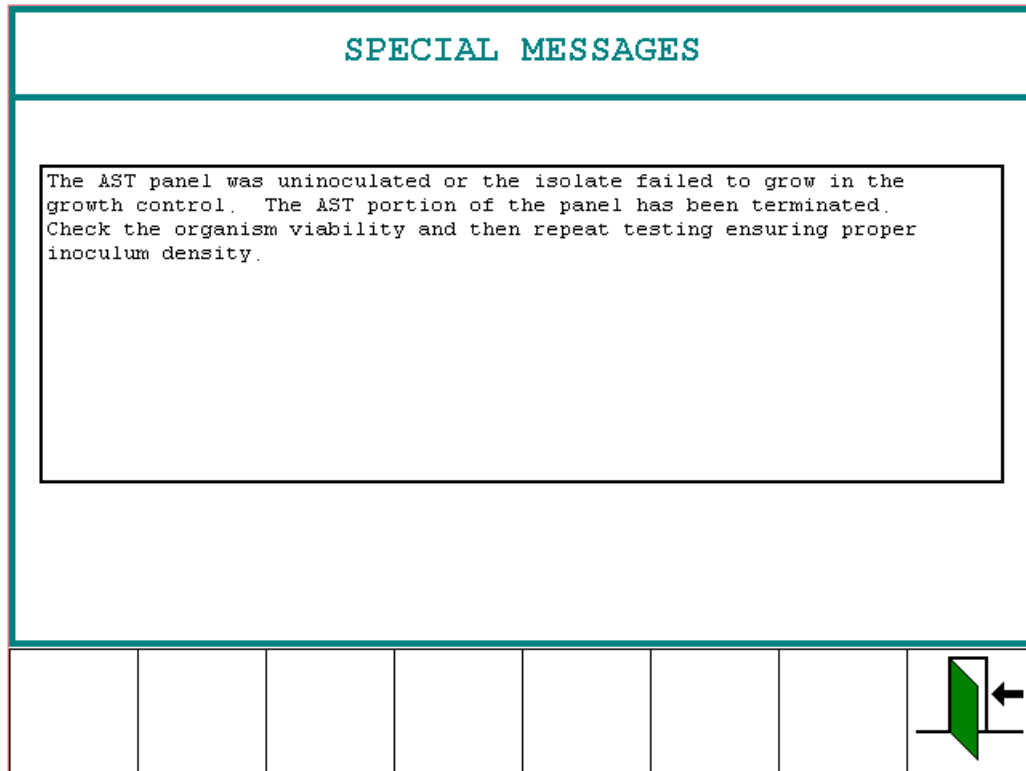 SPECIAL MESSAGES
The AST panel was uninoculated or the isolate failed to grow in the
growth control.  The AST portion of the panel has been terminated.
Check the organism viability and then repeat testing ensuring proper
inoculum density.